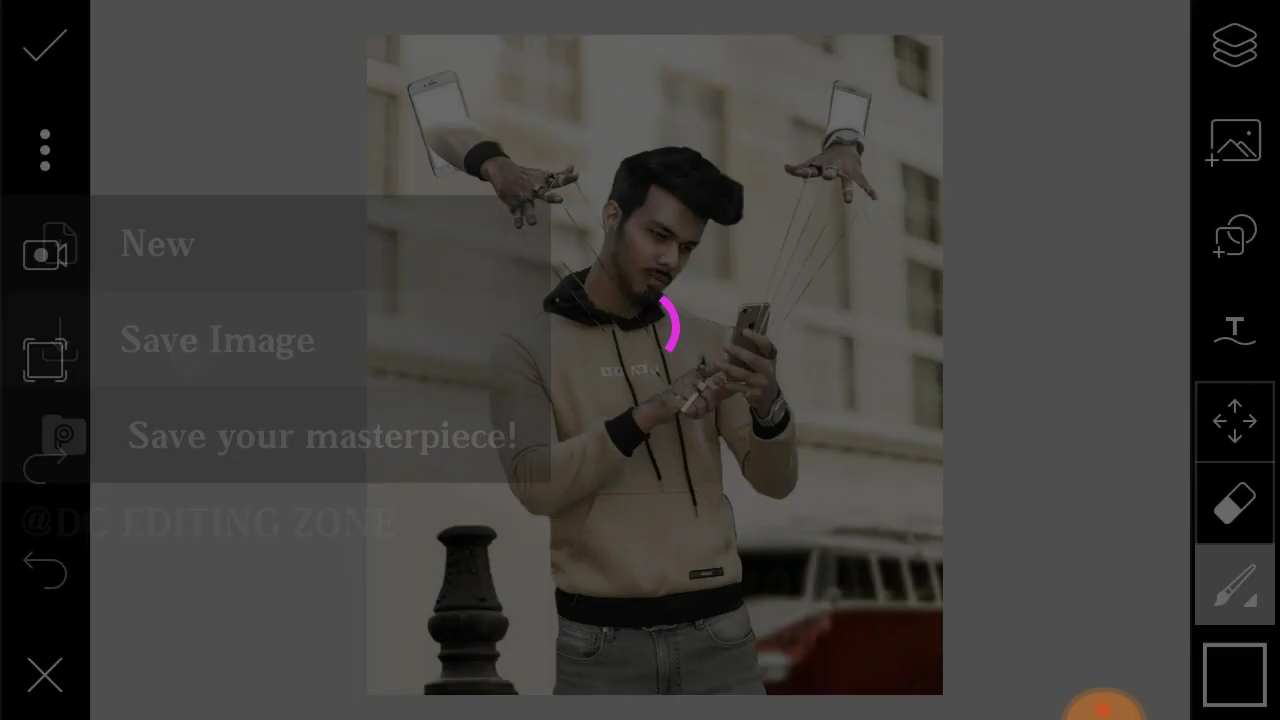 New
Save Image
Save your masterpiece!
@DC EDITING ZONE
T